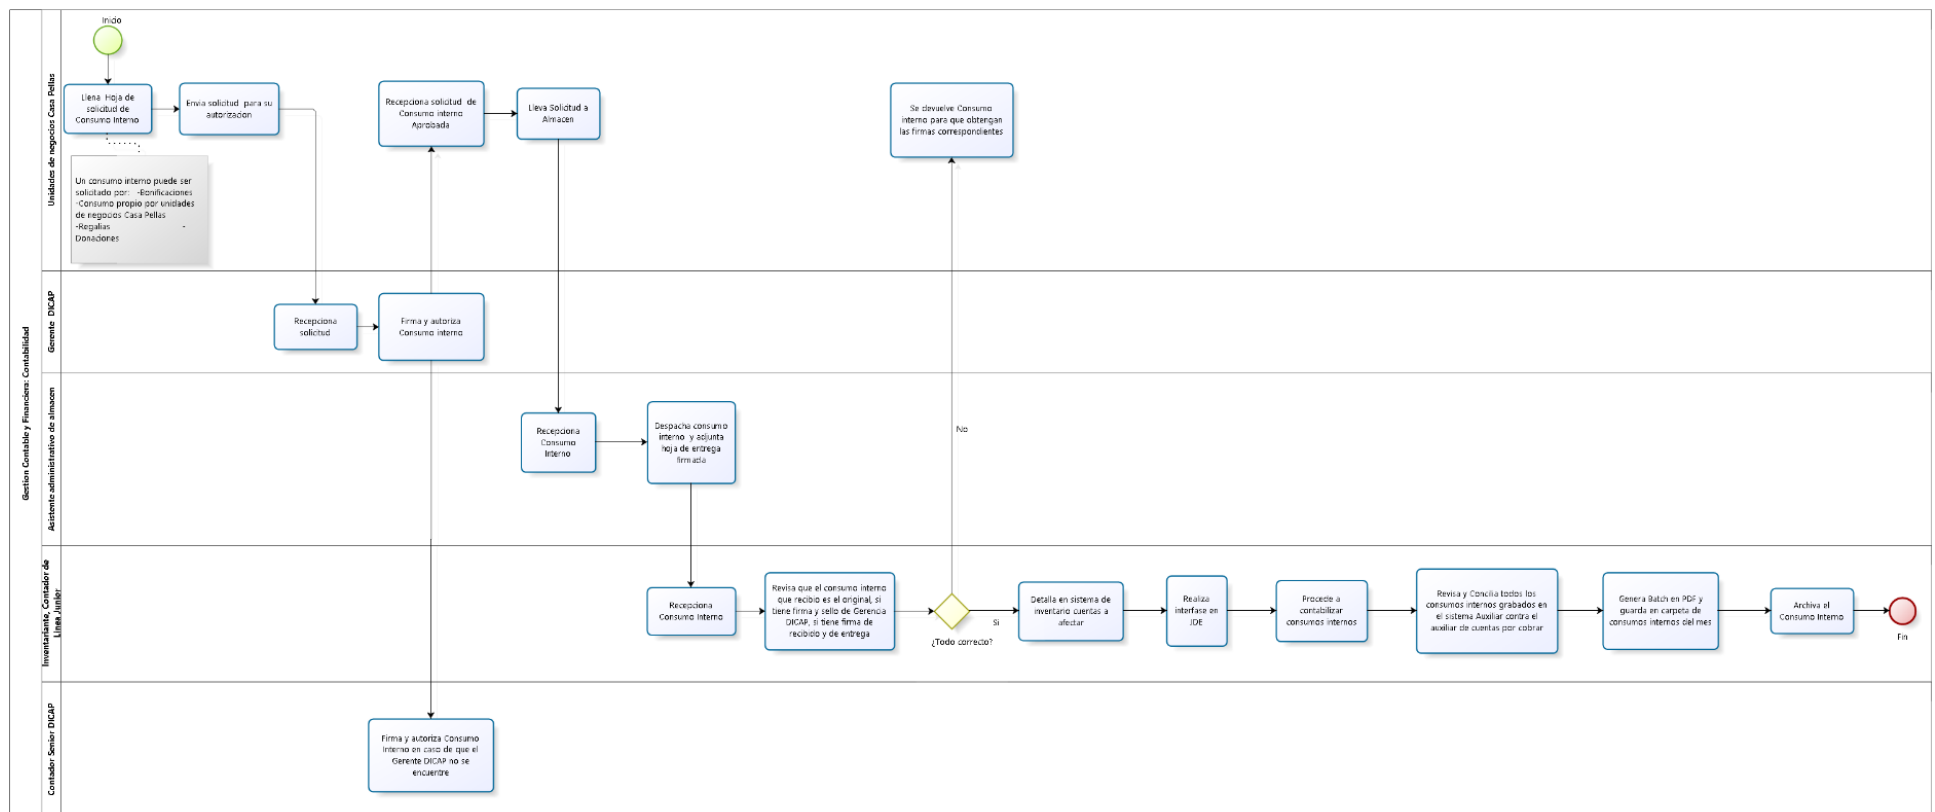 Gestion Contable y Financiera: Contabilidad
Unidades de negocios Casa Pellas
Inicio
Llena Hoja de
solicitud de
Consumo Interno
Envia solicitud para su
autorizacion
Un consumo interno puede ser
solicitado por: -Bonificaciones
-Consumo propio por unidades
de negocios Casa Pellas
-Regalias -
Donaciones
Recepciona solicitud de
Consumo interno
Aprobada
Lleva Solicitud a
Almacen
Se devuelve Consumo
interno para que obtengan
las firmas correspondientes
Gerente DICAP
Recepciona
solicitud
Firma y autoriza
Consumo interno
Asistente administrativo de almacen
Recepciona
Consumo
Interno
Despacha consumo
interno y adjunta
hoja de entrega
firmada
No
Inventariante, Contador de
Linea Junior
Recepciona
Consumo Interno
Revisa que el consumo interno
que recibio es el original, si
tiene firma y sello de Gerencia
DICAP, si tiene firma de
recibido y de entrega
¿Todo correcto?
Si
Detalla en sistema de
inventario cuentas a
afectar
Realiza
interfase en
JDE
Procede a
contabilizar
consumos internos
Revisa y Concilia todos los
consumos internos grabados en
el sistema Auxiliar contra el
auxiliar de cuentas por cobrar
Genera Batch en PDF y
guarda en carpeta de
consumos internos del mes
Archiva el
Consumo Interno
Fin
Contador Senior DICAP
Firma y autoriza Consumo
Interno en caso de que el
Gerente DICAP no se
encuentre